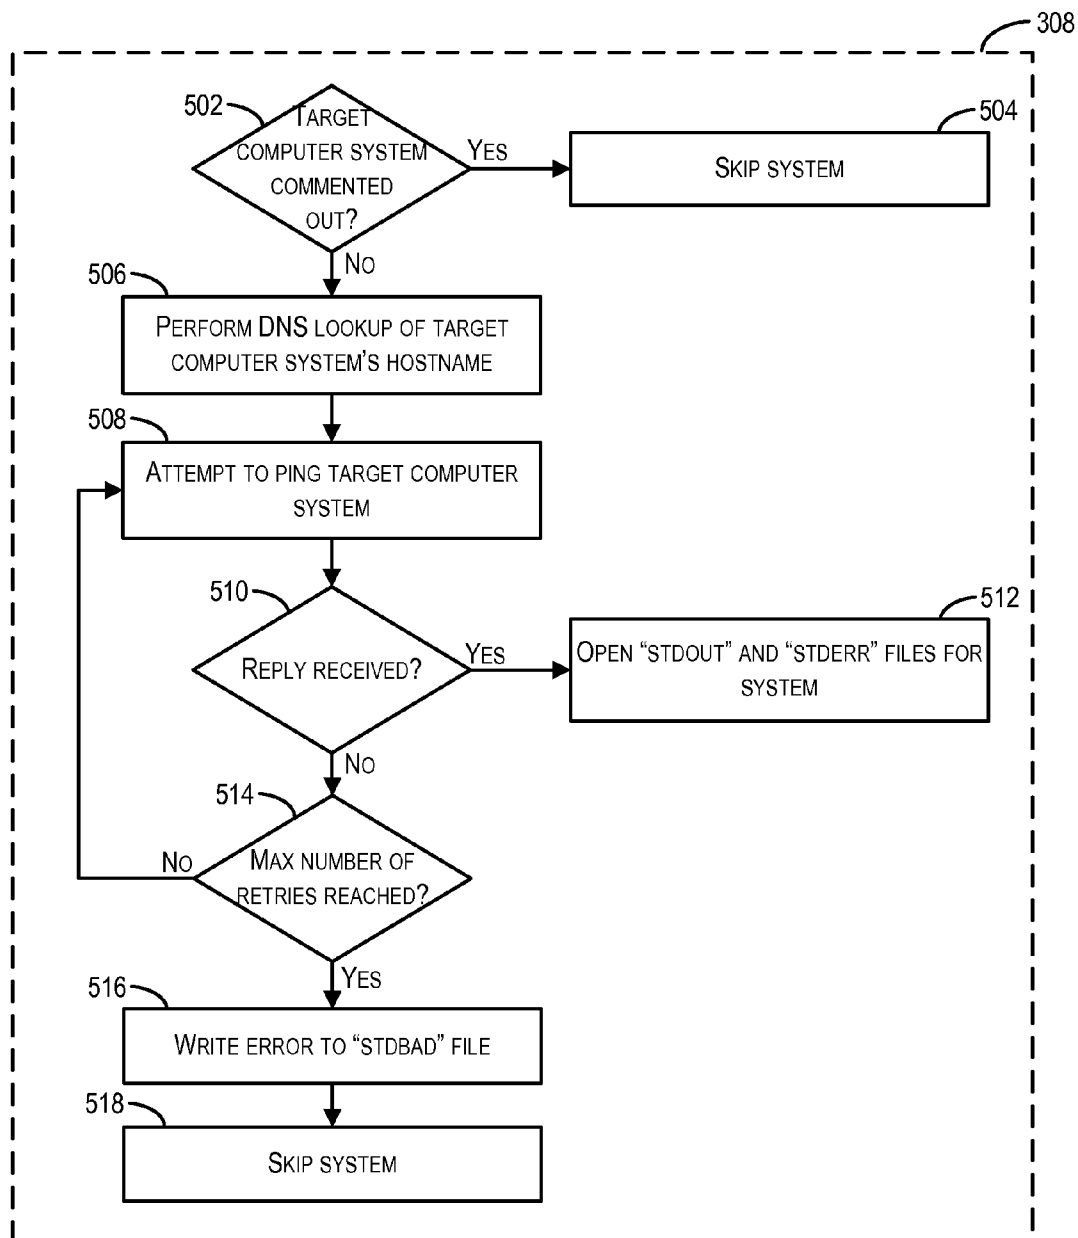 308
502
TARGET
COMPUTER SYSTEM
COMMENTED
OUT?
YES
504
SKIP SYSTEM
NO
506
PERFORM DNS LOOKUP OF TARGET
COMPUTER SYSTEM'S HOSTNAME
508
ATTEMPT TO PING TARGET COMPUTER
SYSTEM
510
REPLY RECEIVED?
YES
512
OPEN “STDOUT” AND “STDERR” FILES FOR
SYSTEM
NO
514
MAX NUMBER OF
RETRIES REACHED?
NO
YES
516
WRITE ERROR TO “STDBAD” FILE
518
SKIP SYSTEM